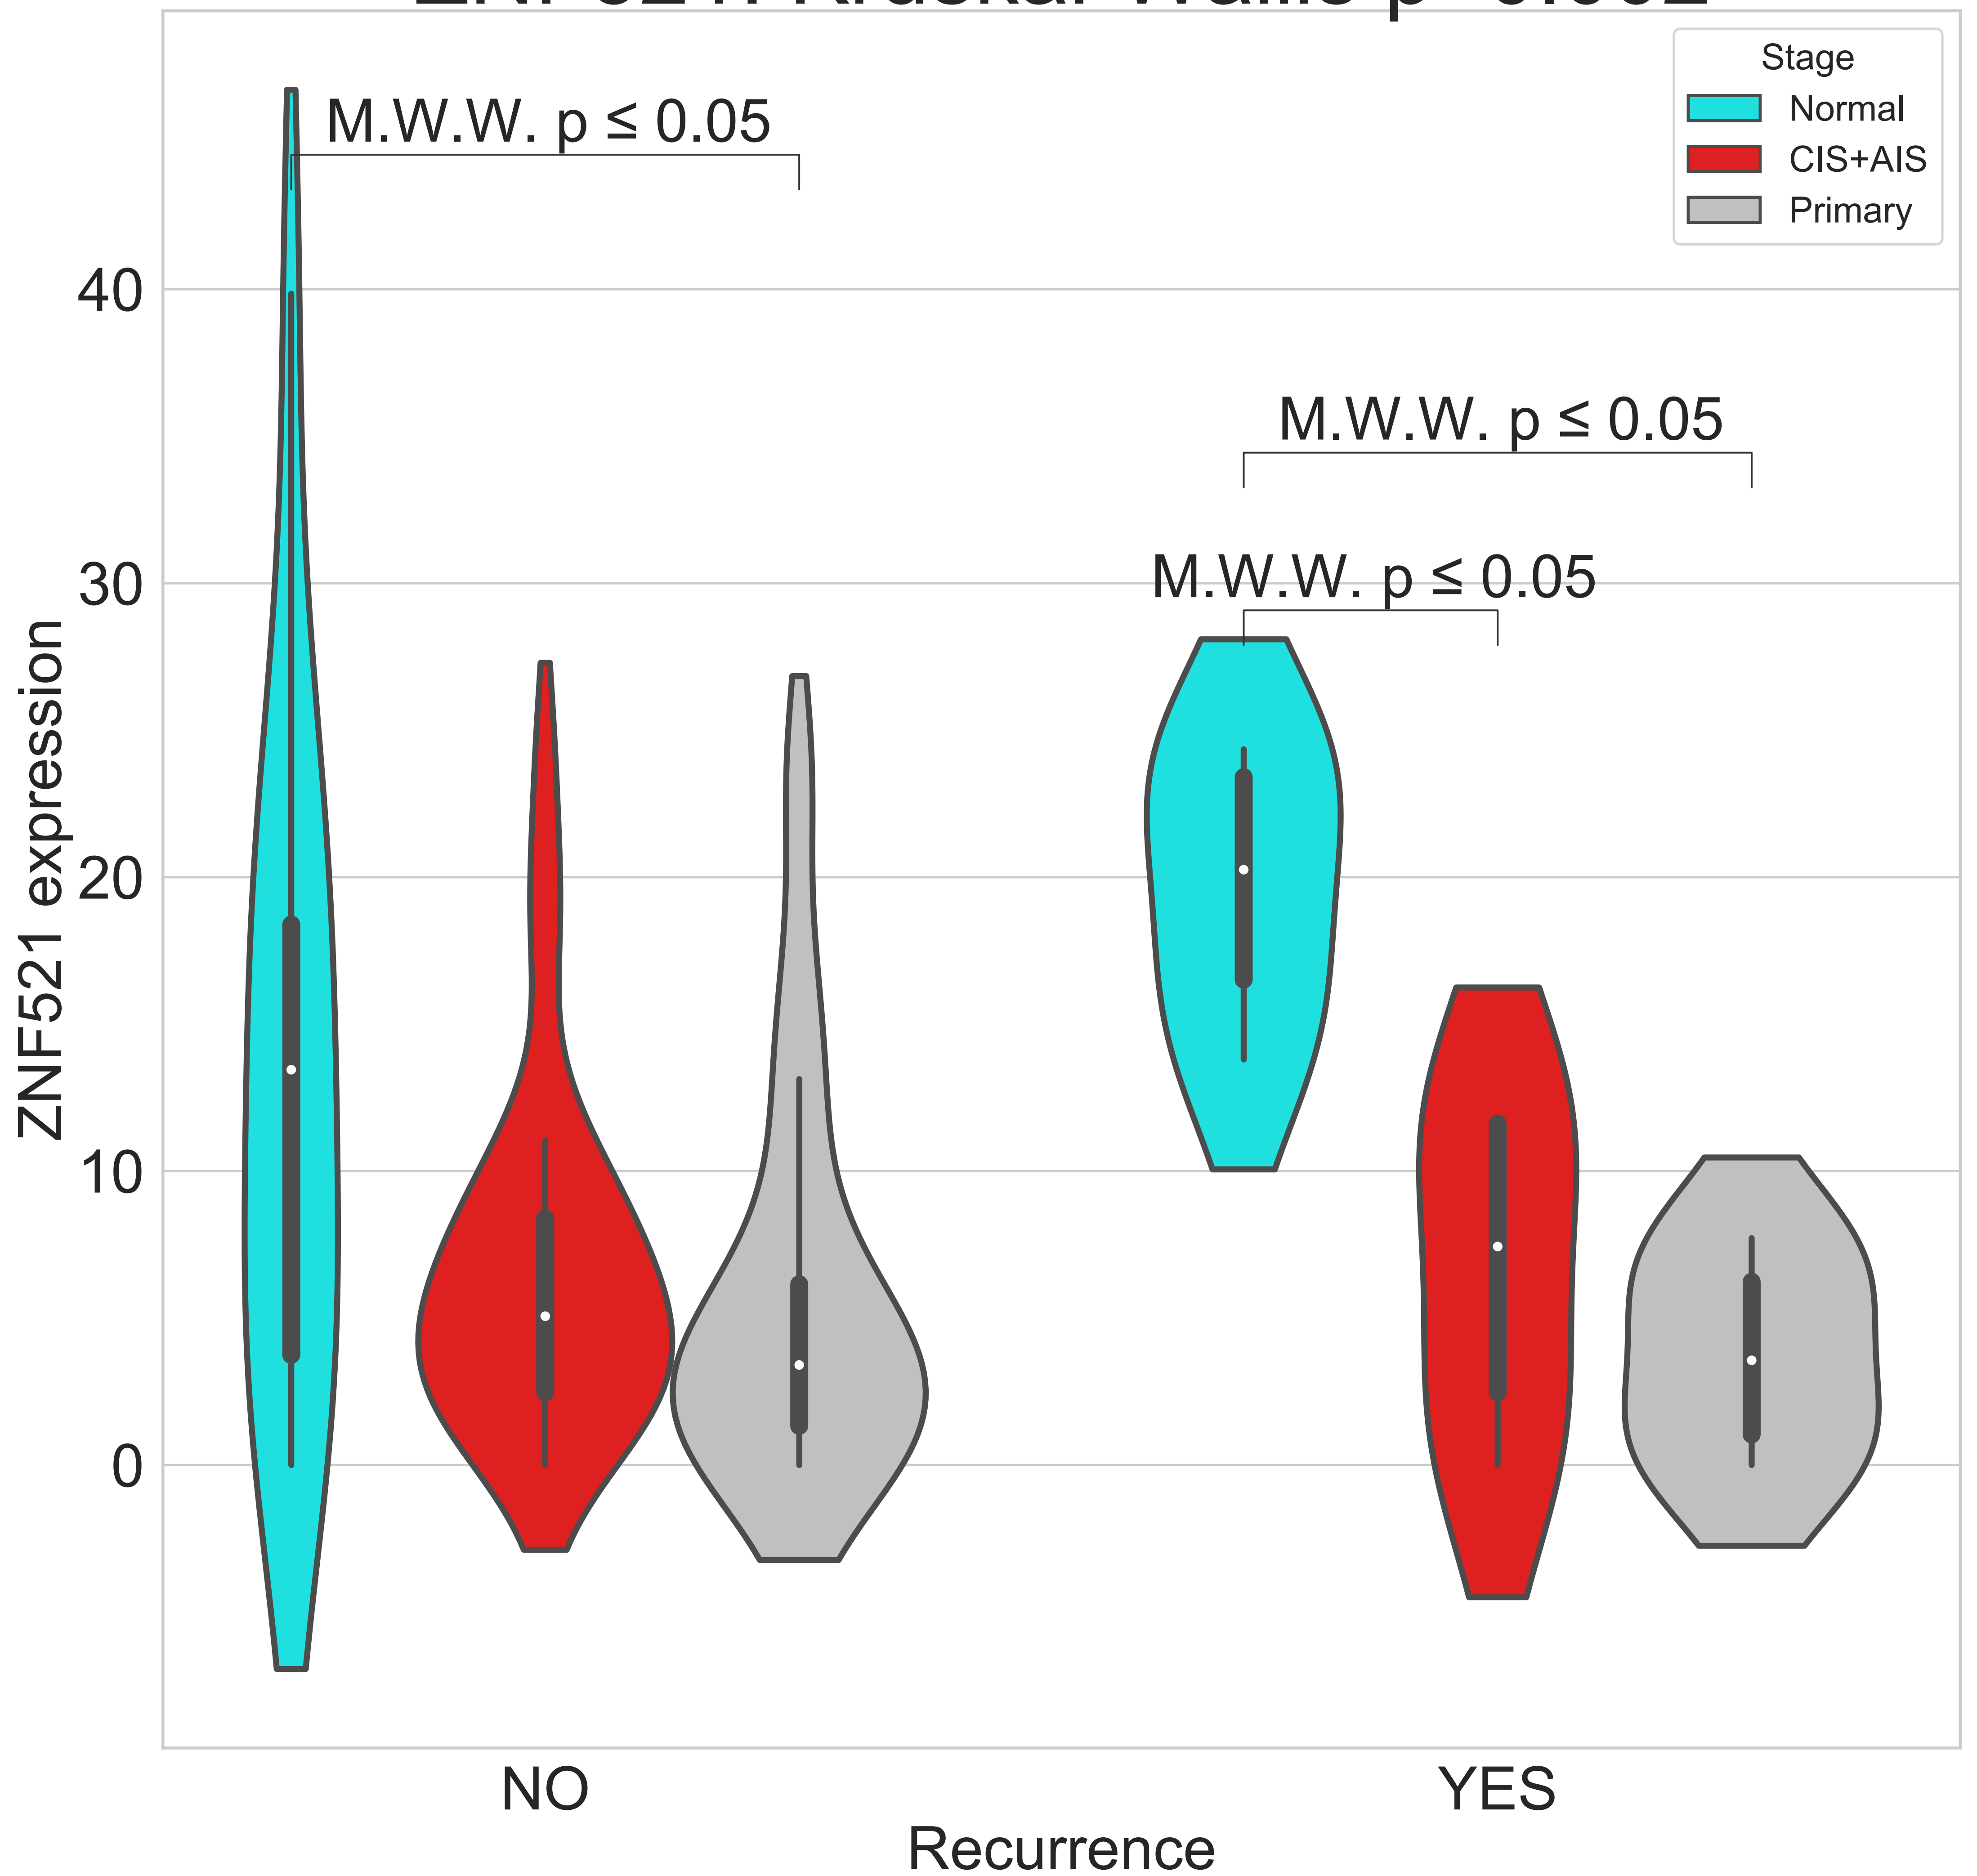 Stage
Normal
CIS+AIS
Primary
M.W.W. p ≤ 0.05
M.W.W. p ≤ 0.05
M.W.W. p ≤ 0.05
40
30
20
10
0
ZNF521 expression
NO
YES
Recurrence